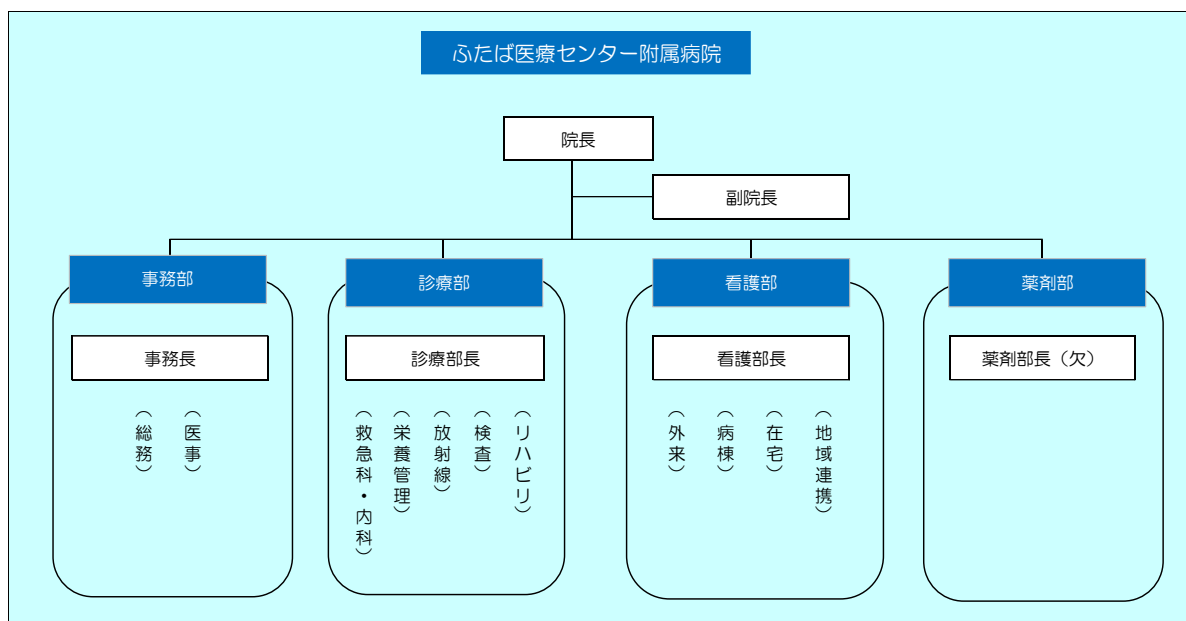 ふたば医療センター附属病院
院長
副院長
事務部
診療部
看護部
薬剤部
事務長
診療部長
看護部長
薬剤部長（欠）
（総務）
（医事）
（救急科・内科）
（栄養管理）
（放射線）
（検査）
（リハビリ）
（外来）
（病棟）
（在宅）
（地域連携）